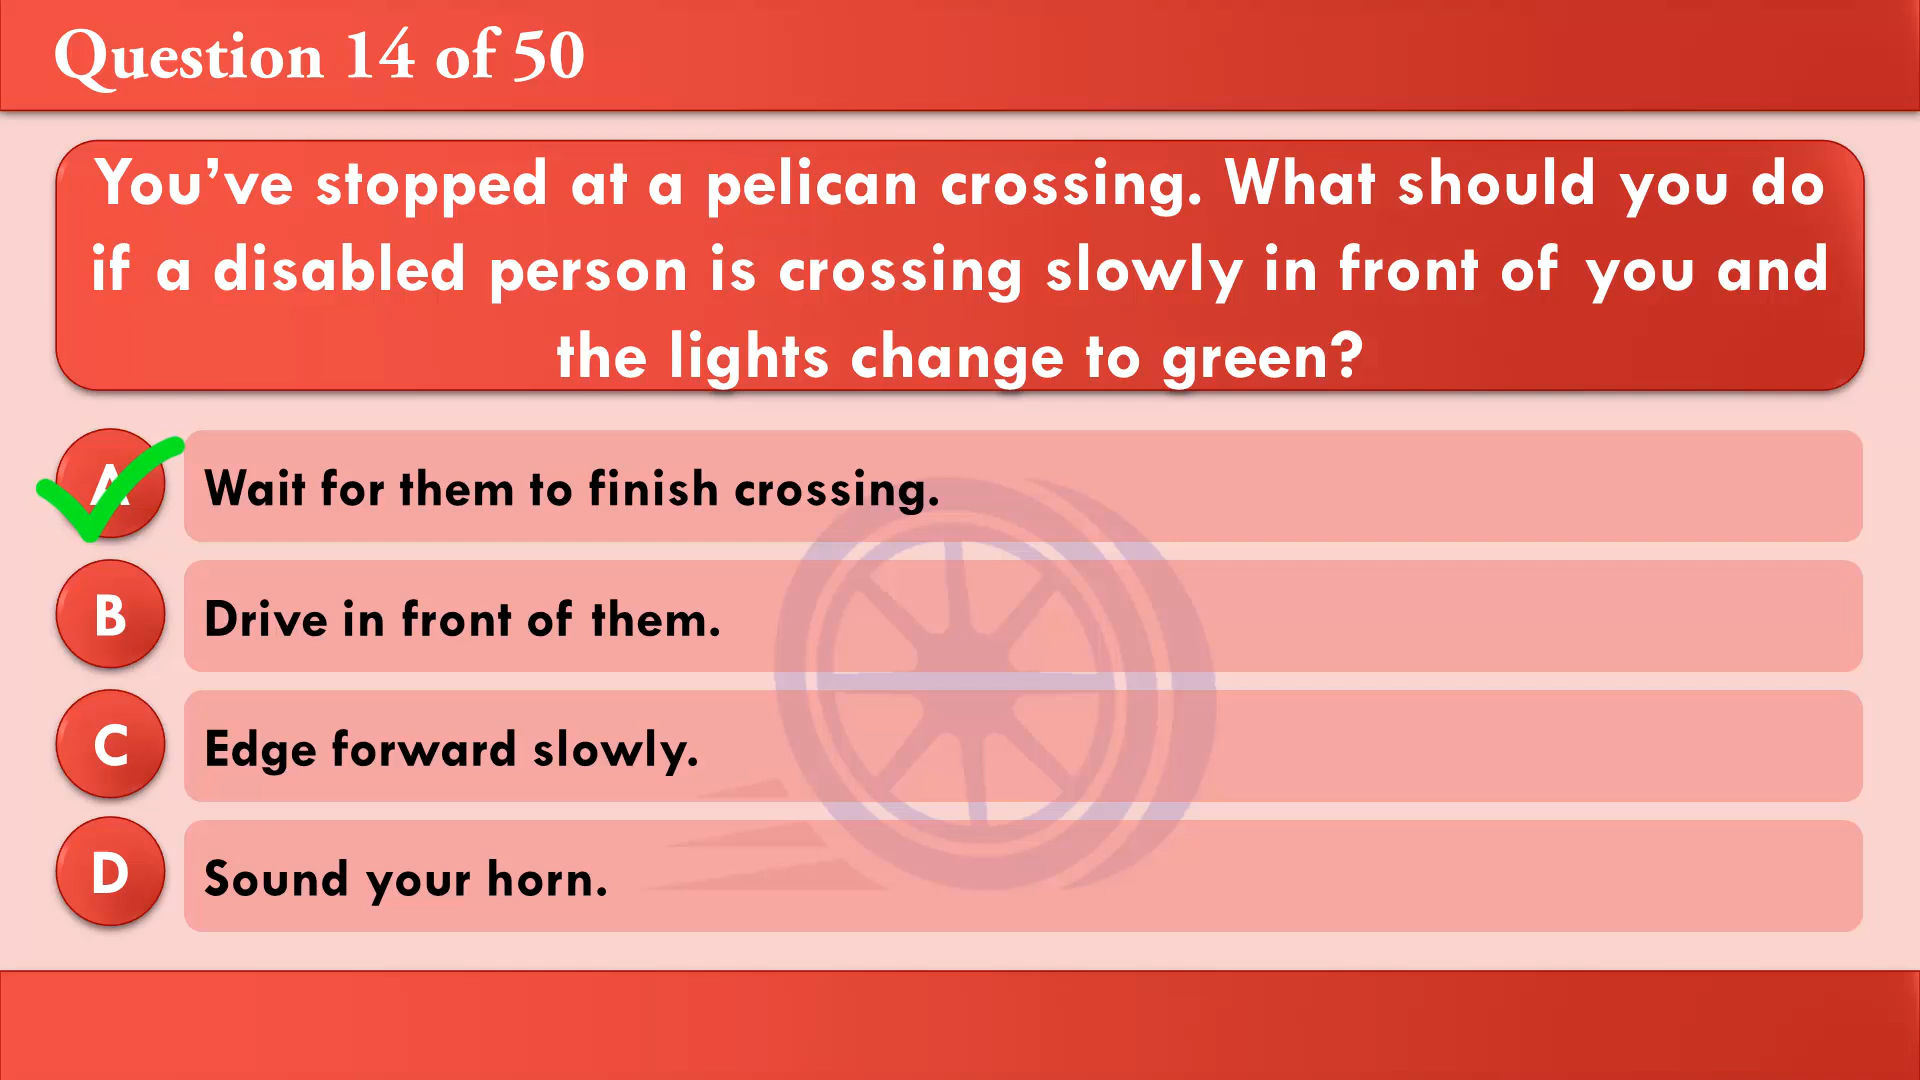 Question 14 of 50
You’ve stopped at a pelican crossing. What should you do
if a disabled person is crossing slowly in front of you and
the lights change to green?
A Wait for them to finish crossing.
B Drive in front of them.
C Edge forward slowly.
D Sound your horn.